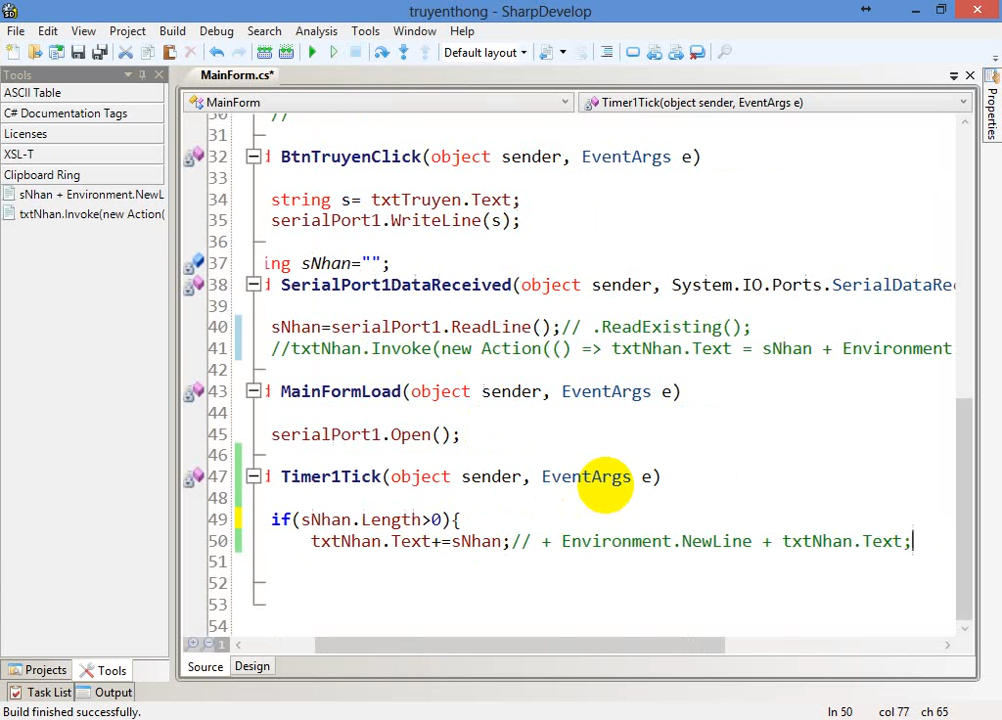 truyenthong - SharpDevelop
File Edit View Project Build Debug Search Analysis Tools Window Help
Default layout
Tools
ASCII Table
C# Documentation Tags
Licenses
XSL-T
Clipboard Ring
sNhan + Environment.NewL
txtNhan.Invoke(new Action(
MainForm.cs*
MainForm
Timer1Tick(object sender, EventArgs e)
Properties
30 //
31
32 d BtnTruyenClick(object sender, EventArgs e)
33
34 string s= txtTruyen.Text;
35 serialPort1.WriteLine(s);
36
37 ing sNhan="";
38 d SerialPort1DataReceived(object sender, System.IO.Ports.SerialDataRec
39
40 sNhan=serialPort1.ReadLine();// .ReadExisting();
41 //txtNhan.Invoke(new Action(() => txtNhan.Text = sNhan + Environment.
42
43 d MainFormLoad(object sender, EventArgs e)
44
45 serialPort1.Open();
46
47 d Timer1Tick(object sender, EventArgs e)
48
49 if(sNhan.Length>0){
50 txtNhan.Text+=sNhan;// + Environment.NewLine + txtNhan.Text;
51
52
53
54
1
Source Design
Projects Tools
Task List Output
Build finished successfully.
ln 50 col 77 ch 65